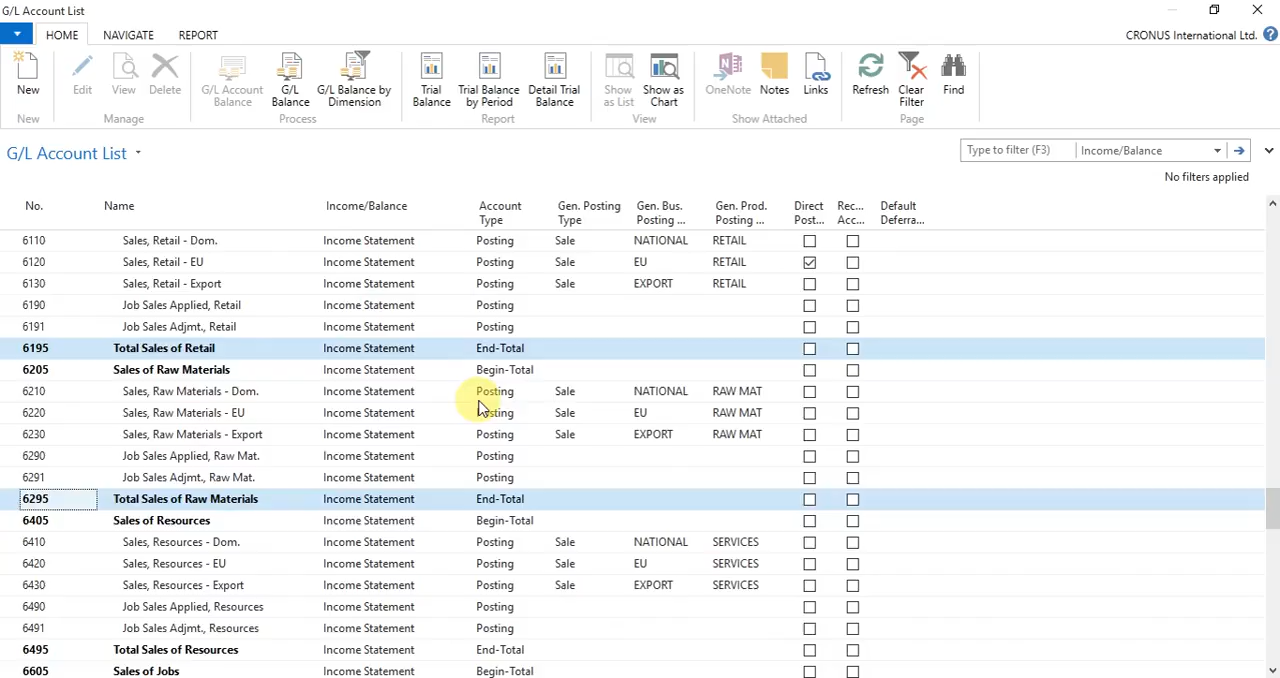 G/L Account List
HOME NAVIGATE REPORT CRONUS International Ltd. ?
New Edit View Delete G/L Account Balance G/L Balance G/L Balance by Dimension Trial Balance Trial Balance by Period Detail Trial Balance Show as List Show as Chart OneNote Notes Links Refresh Clear Filter Find
New Manage Process Report View Show Attached Page
G/L Account List Type to filter (F3) Income/Balance
No filters applied
No. Name Income/Balance Account Type Gen. Posting Type Gen. Bus. Posting ... Gen. Prod. Posting ... Direct Post... Rec... Acc... Default Deferra...
6110 Sales, Retail - Dom. Income Statement Posting Sale NATIONAL RETAIL
6120 Sales, Retail - EU Income Statement Posting Sale EU RETAIL
6130 Sales, Retail - Export Income Statement Posting Sale EXPORT RETAIL
6190 Job Sales Applied, Retail Income Statement Posting
6191 Job Sales Adjmt., Retail Income Statement Posting
6195 Total Sales of Retail Income Statement End-Total
6205 Sales of Raw Materials Income Statement Begin-Total
6210 Sales, Raw Materials - Dom. Income Statement Posting Sale NATIONAL RAW MAT
6220 Sales, Raw Materials - EU Income Statement Posting Sale EU RAW MAT
6230 Sales, Raw Materials - Export Income Statement Posting Sale EXPORT RAW MAT
6290 Job Sales Applied, Raw Mat. Income Statement Posting
6291 Job Sales Adjmt., Raw Mat. Income Statement Posting
6295 Total Sales of Raw Materials Income Statement End-Total
6405 Sales of Resources Income Statement Begin-Total
6410 Sales, Resources - Dom. Income Statement Posting Sale NATIONAL SERVICES
6420 Sales, Resources - EU Income Statement Posting Sale EU SERVICES
6430 Sales, Resources - Export Income Statement Posting Sale EXPORT SERVICES
6490 Job Sales Applied, Resources Income Statement Posting
6491 Job Sales Adjmt., Resources Income Statement Posting
6495 Total Sales of Resources Income Statement End-Total
6605 Sales of Jobs Income Statement Begin-Total